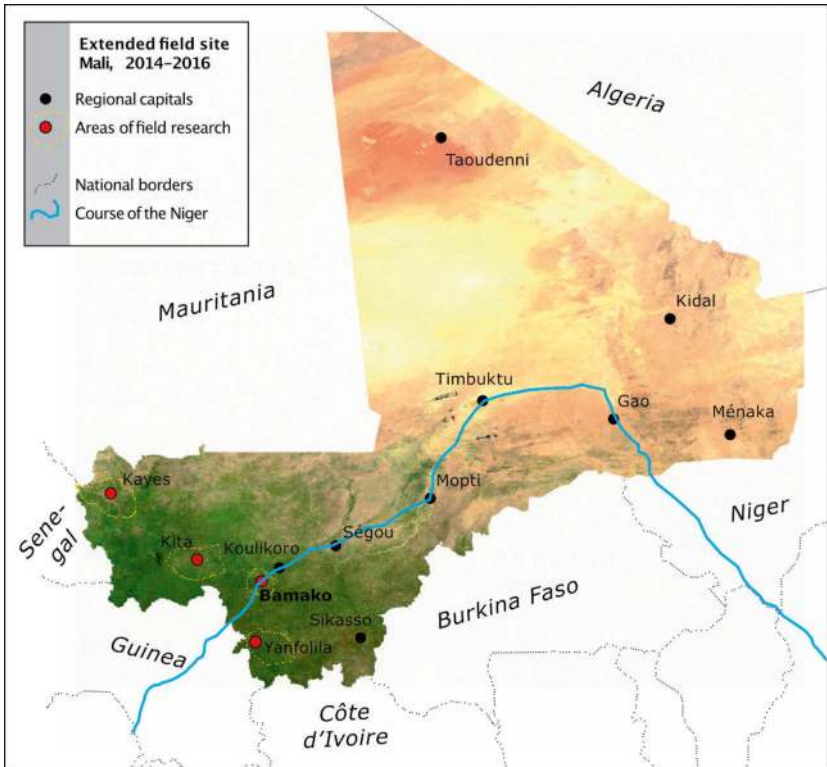 Extended field site
Mali, 2014–2016
Regional capitals
Areas of field research
National borders
Course of the Niger
Algeria
Taoudenni
Mauritania
Kidal
Timbuktu
Gao
Ménaka
Kayes
Mopti
Niger
Sene-
gal
Kita
Koulikoro
Ségou
Bamako
Burkina Faso
Sikasso
Guinea
Yanfolila
Côte
d'Ivoire